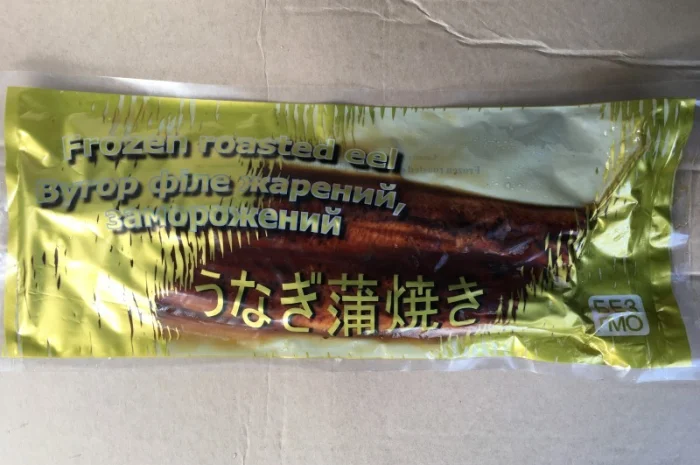 Frozen roasted eel
Вугор філе жарений,
заморожений
うなぎ蒲焼き
БЕЗ
ГМО